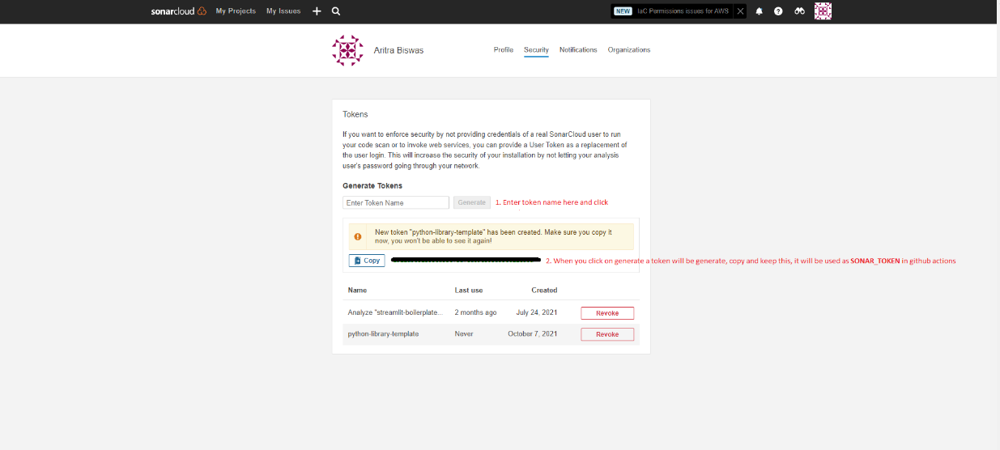 sonarcloud My Projects My Issues NEW IaC Permissions issues for AWS
Aritra Biswas Profile Security Notifications Organizations
Tokens
If you want to enforce security by not providing credentials of a real SonarCloud user to run
your code scan or to invoke web services, you can provide a User Token as a replacement of
the user login. This will increase the security of your installation by not letting your analysis
user's password going through your network.
Generate Tokens
Enter Token Name Generate 1. Enter token name here and click
New token "python-library-template" has been created. Make sure you copy it
now, you won't be able to see it again!
Copy 2. When you click on generate a token will be generate, copy and keep this, it will be used as SONAR_TOKEN in github actions
Name Last use Created
Analyze "streamlit-boilerplate... 2 months ago July 24, 2021 Revoke
python-library-template Never October 7, 2021 Revoke